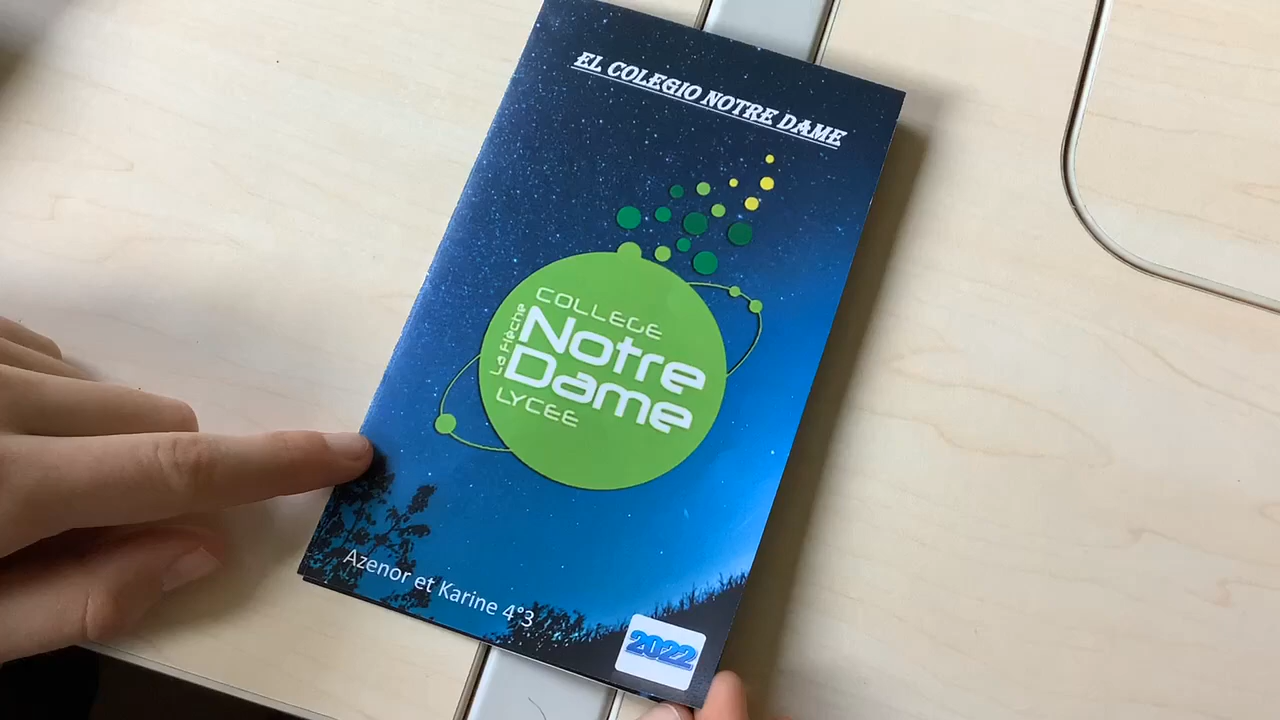 EL COLEGIO NOTRE DAME
COLLEGE
La Flèche
Notre
Dame
LYCEE
Azenor et Karine 4°3
2022